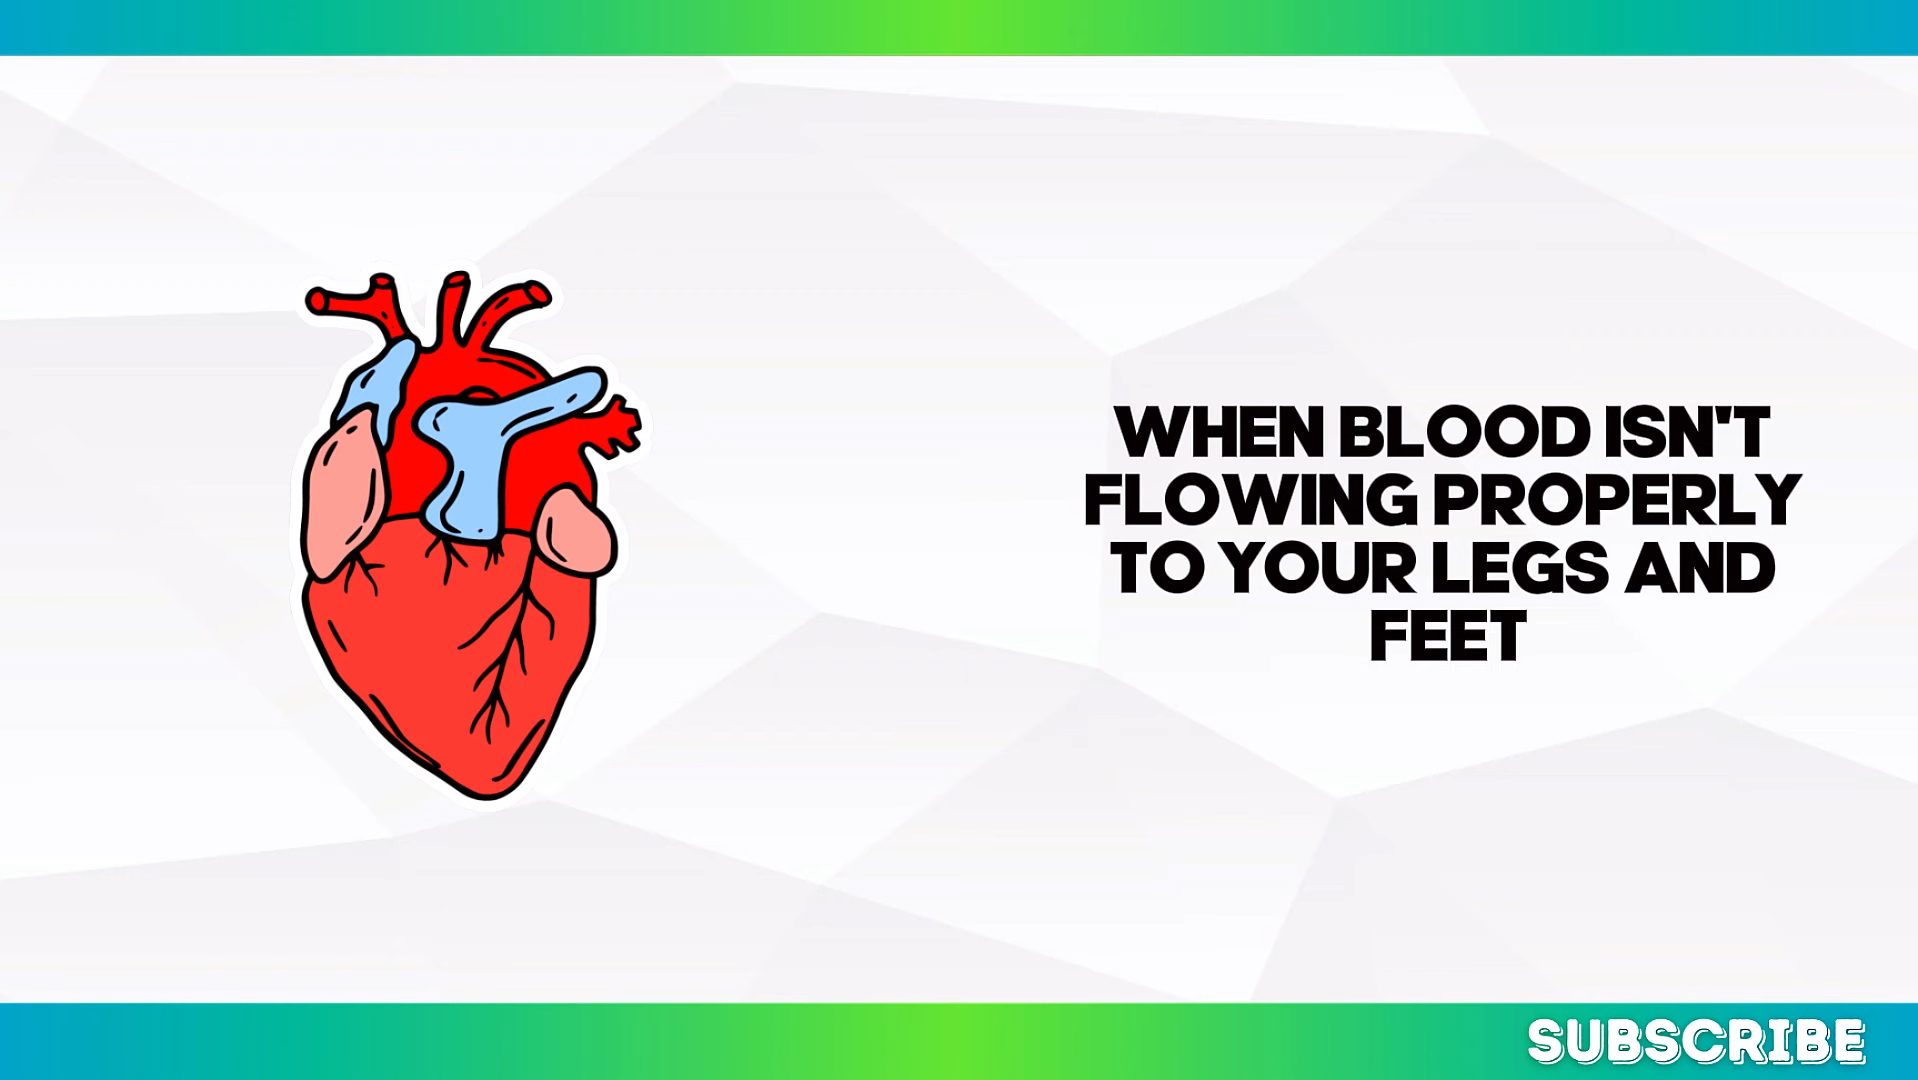 WHEN BLOOD ISN'T
FLOWING PROPERLY
TO YOUR LEGS AND
FEET
SUBSCRIBE